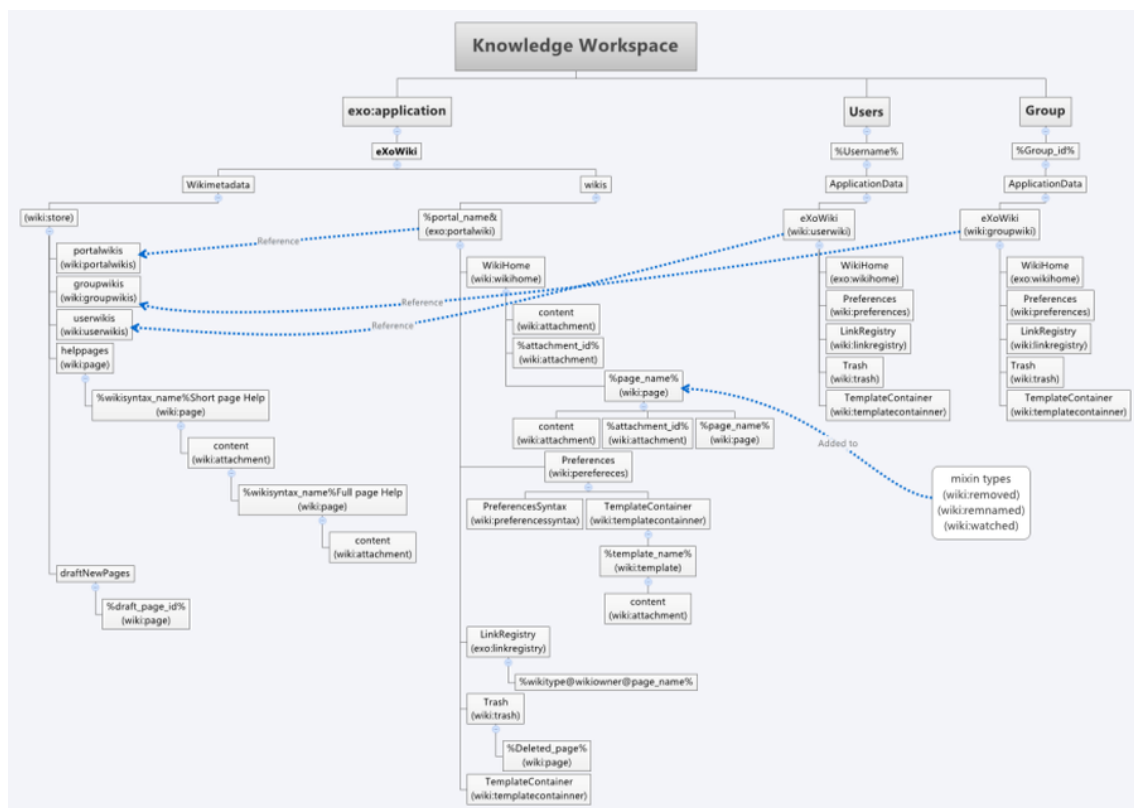 Knowledge Workspace
exo:application
Users
Group
eXoWiki
%Username%
%Group_id%
Wikimetadata
wikis
ApplicationData
ApplicationData
(wiki:store)
%portal_name&
(exo:portalwiki)
eXoWiki
(wiki:userwiki)
eXoWiki
(wiki:groupwiki)
Reference
portalwikis
(wiki:portalwikis)
groupwikis
(wiki:groupwikis)
userwikis
(wiki:userwikis)
helppages
(wiki:page)
Reference
Reference
%wikisyntax_name%Short page Help
(wiki:page)
content
(wiki:attachment)
%wikisyntax_name%Full page Help
(wiki:page)
content
(wiki:attachment)
draftNewPages
%draft_page_id%
(wiki:page)
WikiHome
(wiki:wikihome)
content
(wiki:attachment)
%attachment_id%
(wiki:attachment)
%page_name%
(wiki:page)
content
(wiki:attachment)
%attachment_id%
(wiki:attachment)
%page_name%
(wiki:page)
Preferences
(wiki:perefereces)
PreferencesSyntax
(wiki:preferencessyntax)
TemplateContainer
(wiki:templatecontainner)
%template_name%
(wiki:template)
content
(wiki:attachment)
LinkRegistry
(exo:linkregistry)
%wikitype@wikiowner@page_name%
Trash
(wiki:trash)
%Deleted_page%
(wiki:page)
TemplateContainer
(wiki:templatecontainner)
WikiHome
(exo:wikihome)
Preferences
(wiki:preferences)
LinkRegistry
(wiki:linkregistry)
Trash
(wiki:trash)
TemplateContainer
(wiki:templatecontainner)
WikiHome
(exo:wikihome)
Preferences
(wiki:preferences)
LinkRegistry
(wiki:linkregistry)
Trash
(wiki:trash)
TemplateContainer
(wiki:templatecontainner)
Added to
mixin types
(wiki:removed)
(wiki:remnamed)
(wiki:watched)